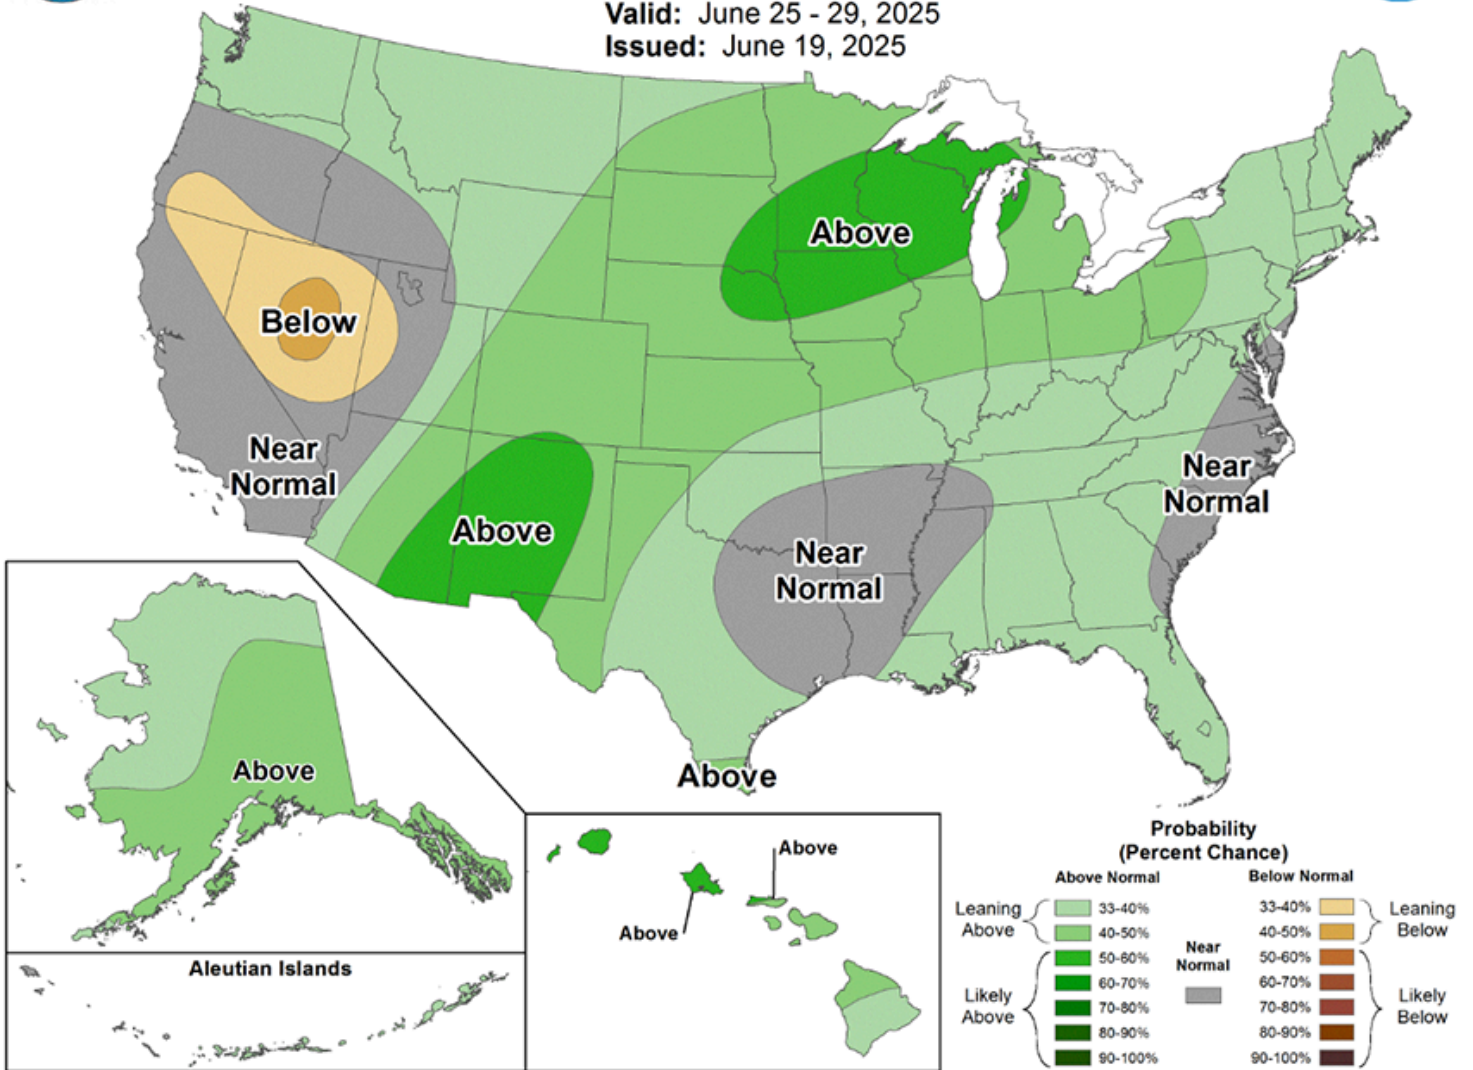 Valid: June 25 - 29, 2025
Issued: June 19, 2025
Above
Below
Near
Normal
Above
Near
Normal
Near
Normal
Above
Above
Above
Above
Aleutian Islands
Probability
(Percent Chance)
Above Normal
Below Normal
Leaning
Above
33-40%
40-50%
Likely
Above
50-60%
60-70%
70-80%
80-90%
90-100%
Near
Normal
33-40%
40-50%
Leaning
Below
50-60%
60-70%
70-80%
80-90%
90-100%
Likely
Below